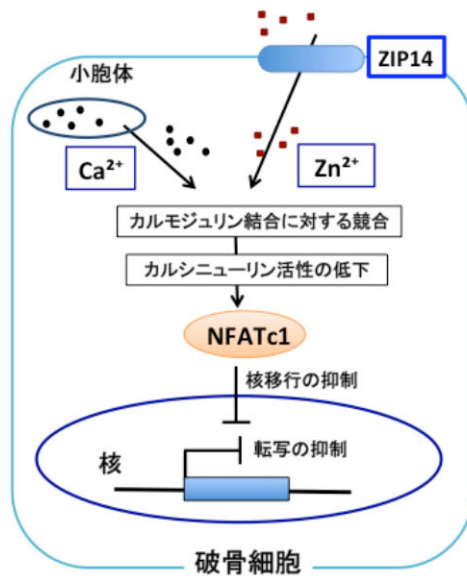 ZIP14
小胞体
Ca²⁺
Zn²⁺
カルモジュリン結合に対する競合
カルシニューリン活性の低下
NFATc1
核移行の抑制
転写の抑制
核
破骨細胞